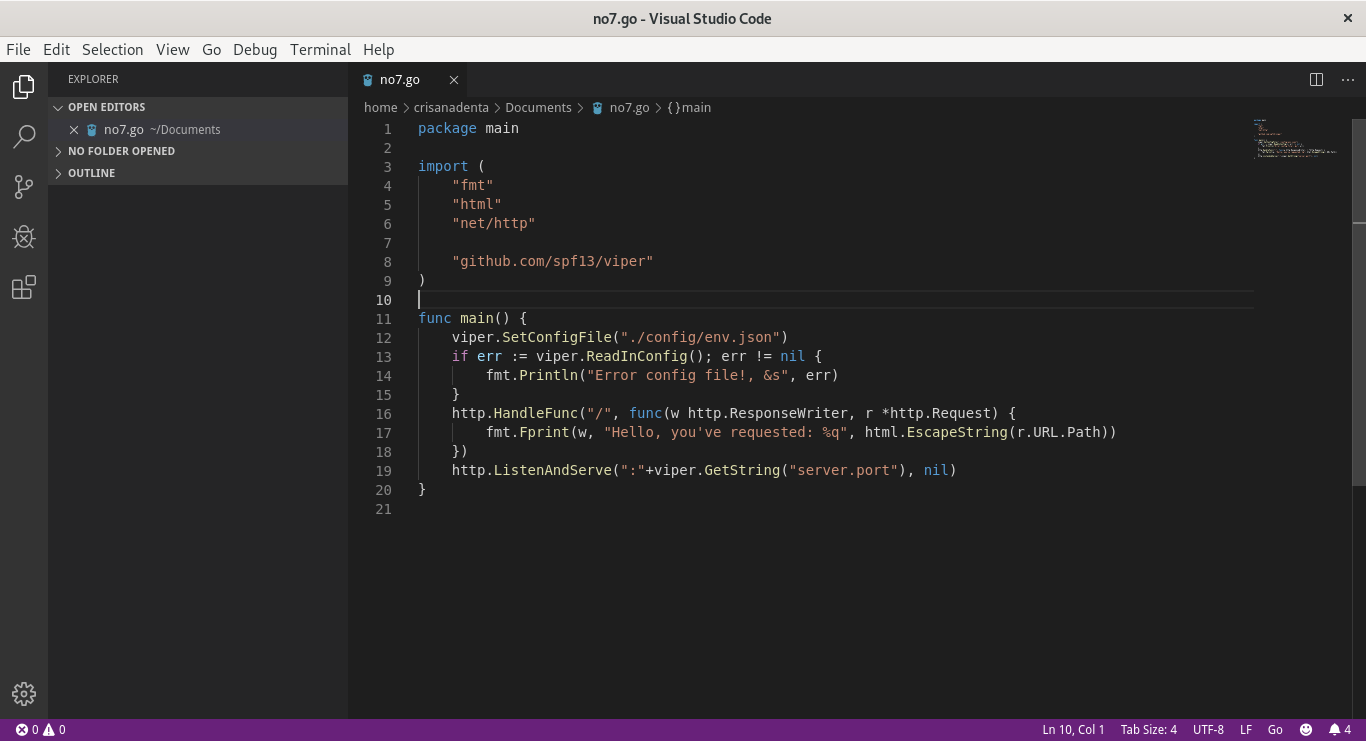 no7.go - Visual Studio Code
File Edit Selection View Go Debug Terminal Help
EXPLORER
OPEN EDITORS
no7.go ~/Documents
NO FOLDER OPENED
OUTLINE
no7.go
home > crisanadenta > Documents > no7.go > {} main
1 package main
2
3 import (
4     "fmt"
5     "html"
6     "net/http"
7
8     "github.com/spf13/viper"
9 )
10
11 func main() {
12     viper.SetConfigFile("./config/env.json")
13     if err := viper.ReadInConfig(); err != nil {
14         fmt.Println("Error config file!, &s", err)
15     }
16     http.HandleFunc("/", func(w http.ResponseWriter, r *http.Request) {
17         fmt.Fprint(w, "Hello, you've requested: %q", html.EscapeString(r.URL.Path))
18     })
19     http.ListenAndServe(":"+viper.GetString("server.port"), nil)
20 }
21
0 0 Ln 10, Col 1 Tab Size: 4 UTF-8 LF Go 4